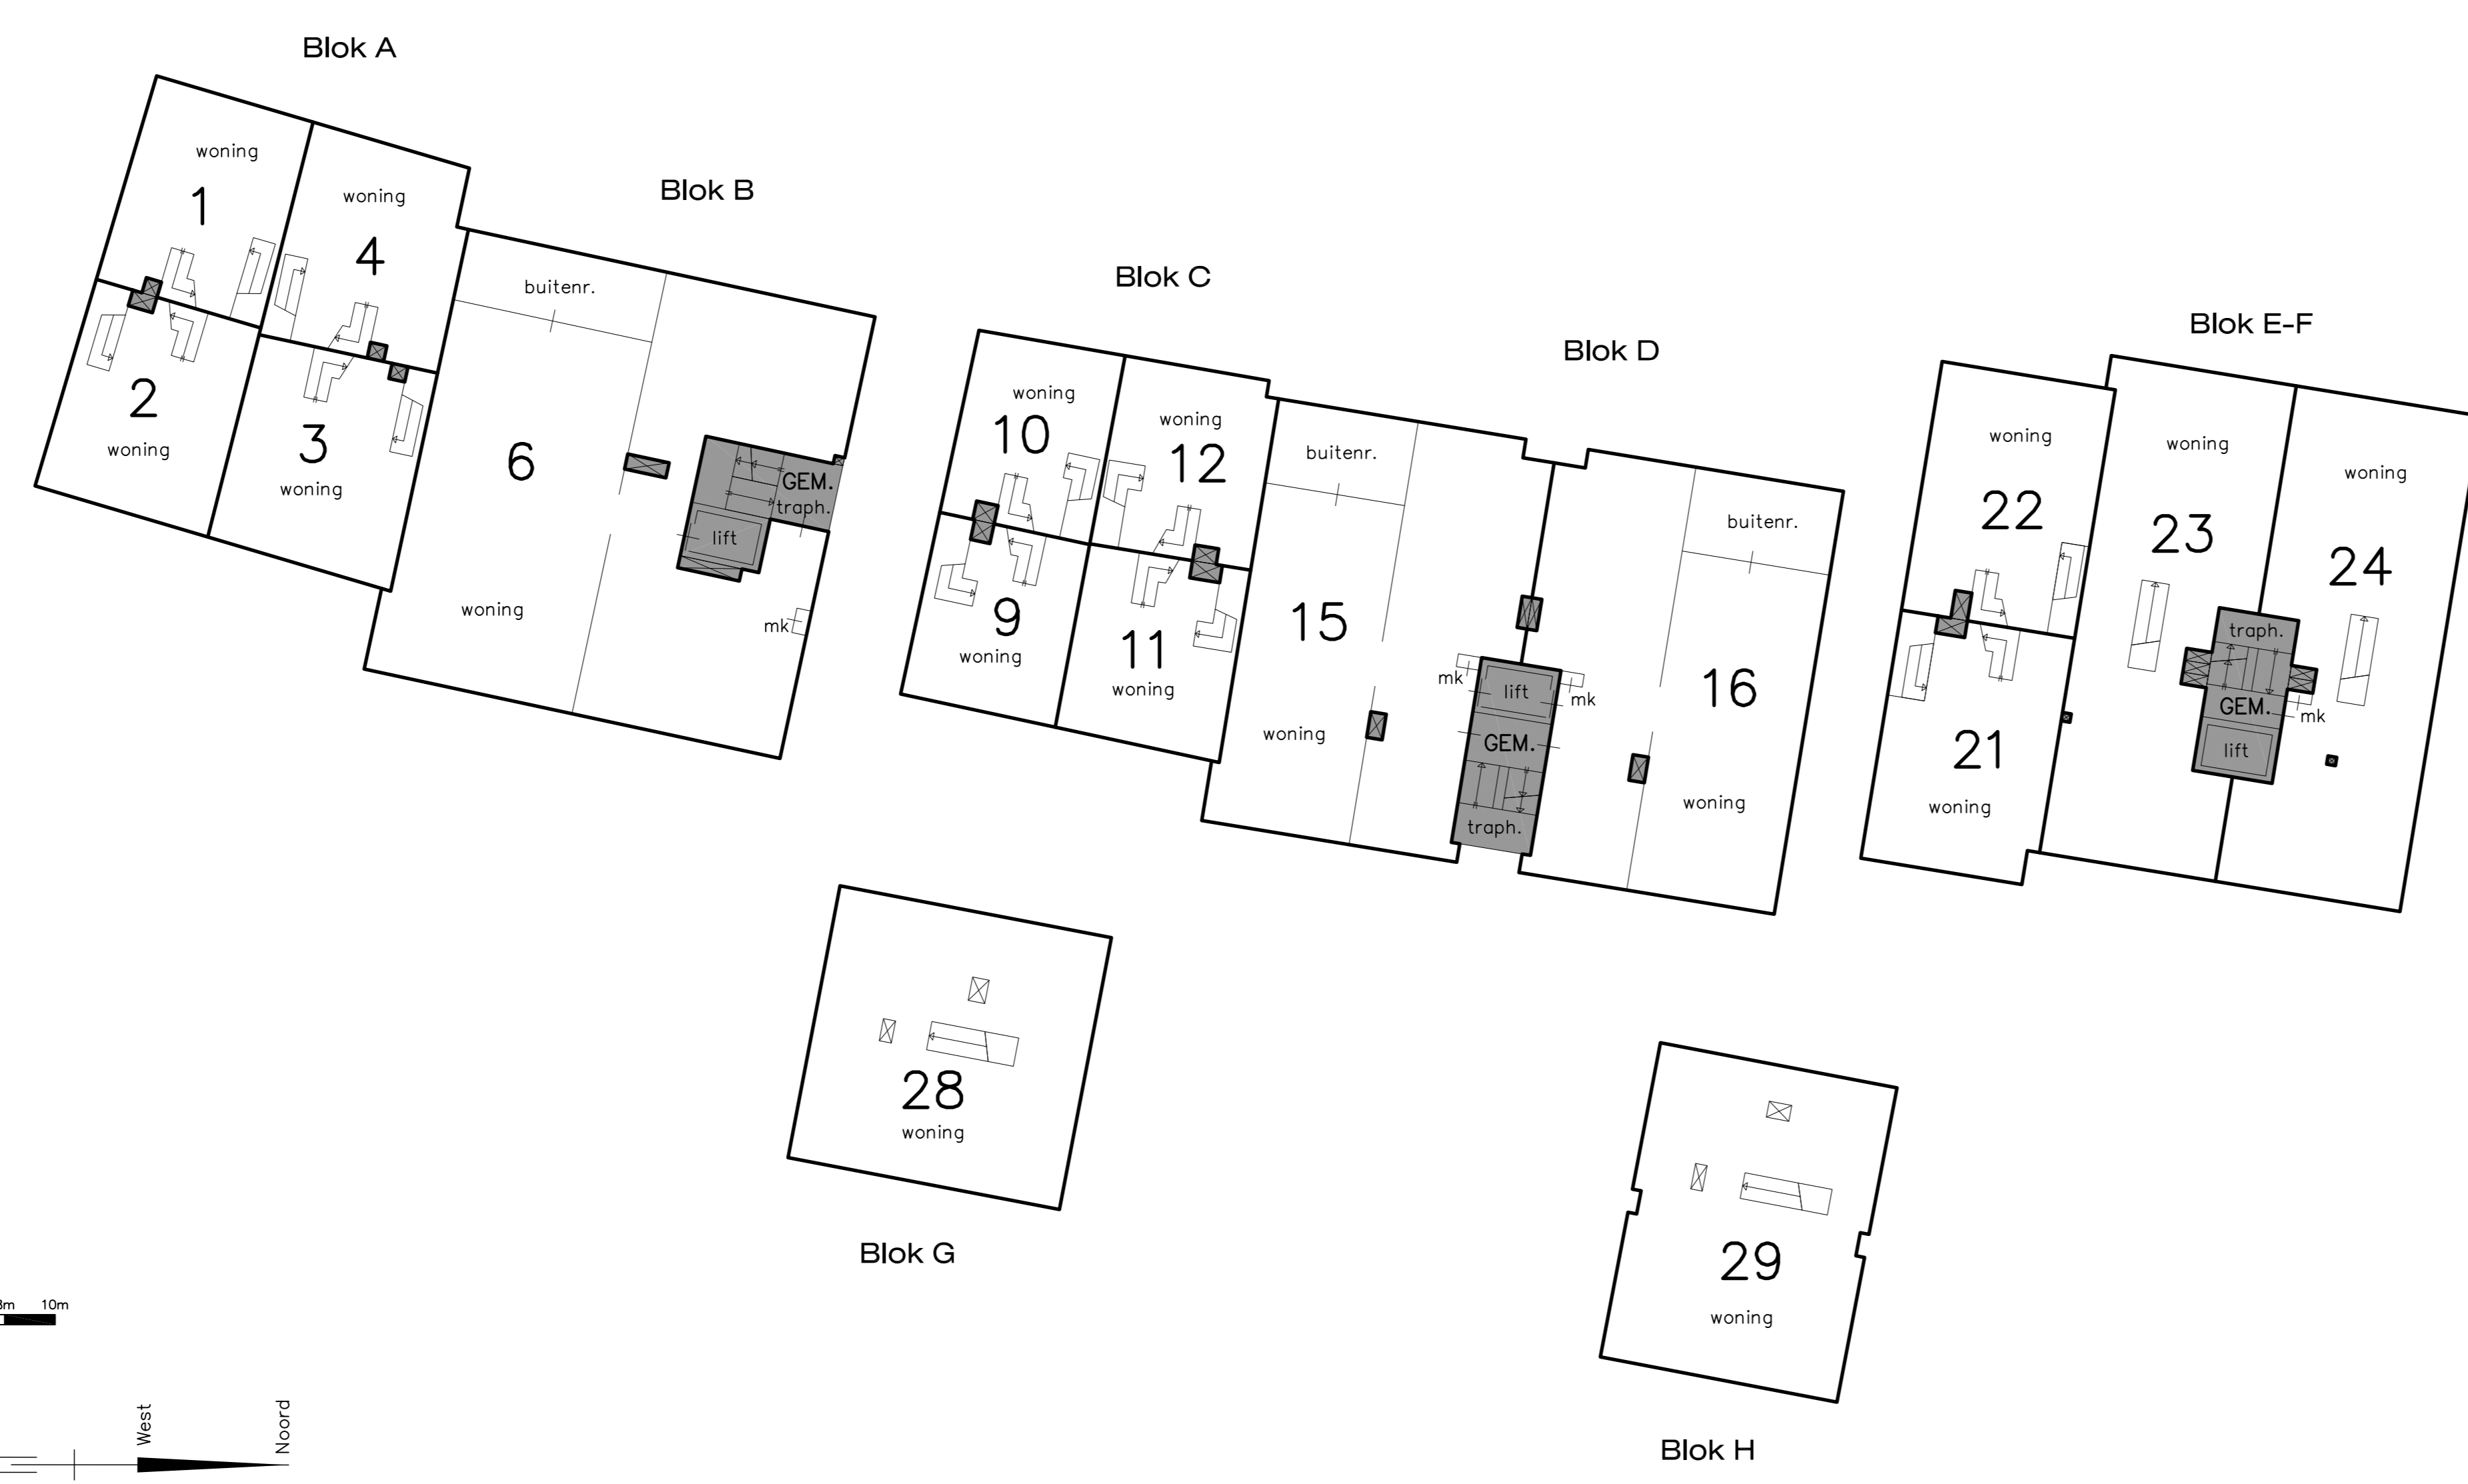 Blok A
woning
1
woning
4
2
woning
3
woning
Blok B
buitenr.
6
woning
GEM.
traph.
lift
mk
Blok C
woning
10
woning
12
9
woning
11
woning
Blok D
buitenr.
15
woning
mk
lift
mk
GEM.
traph.
buitenr.
16
woning
Blok E-F
woning
22
21
woning
woning
23
woning
24
traph.
GEM.
mk
lift
28
woning
Blok G
29
woning
Blok H
10m
West
Noord